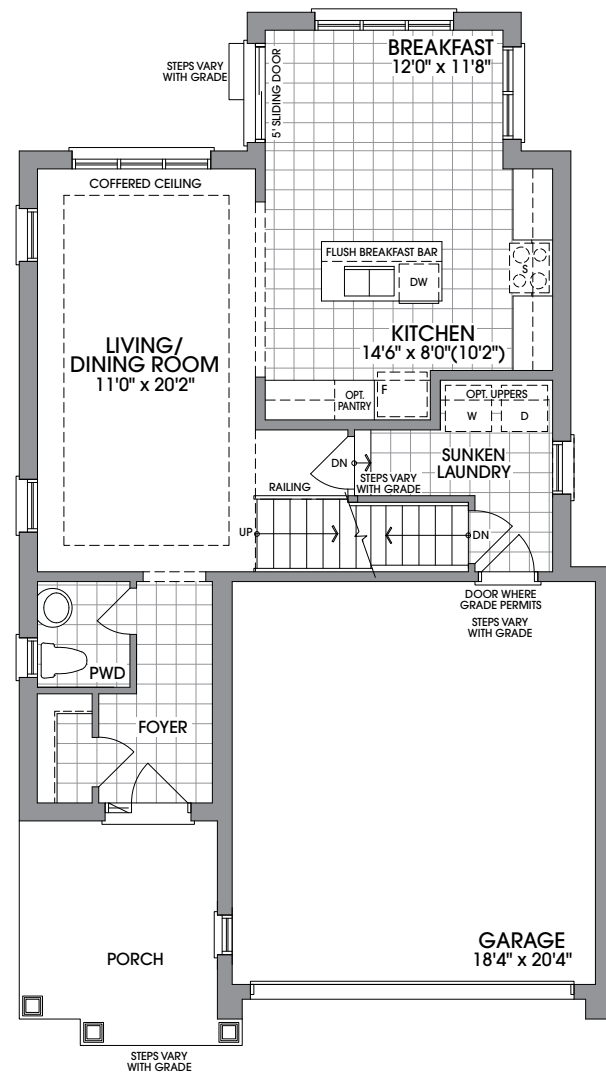 BREAKFAST
12'0" x 11'8"
STEPS VARY
WITH GRADE
5' SLIDING DOOR
COFFERED CEILING
FLUSH BREAKFAST BAR
DW
S
LIVING/
DINING ROOM
11'0" x 20'2"
KITCHEN
14'6" x 8'0"(10'2")
OPT.
PANTRY
F
OPT. UPPERS
W
D
SUNKEN
LAUNDRY
DN
STEPS VARY
WITH GRADE
RAILING
UP
DN
DOOR WHERE
GRADE PERMITS
STEPS VARY
WITH GRADE
PWD
FOYER
PORCH
GARAGE
18'4" x 20'4"
STEPS VARY
WITH GRADE